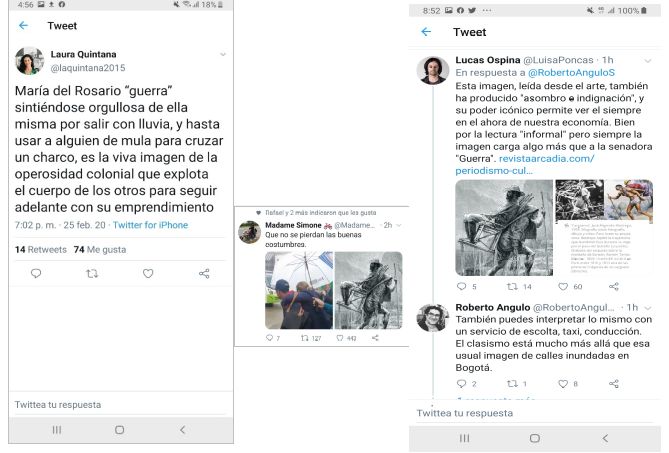 4:56 18%
Tweet
Laura Quintana
@laquintana2015
María del Rosario “guerra”
sintiéndose orgullosa de ella
misma por salir con lluvia, y hasta
usar a alguien de mula para cruzar
un charco, es la viva imagen de la
operosidad colonial que explota
el cuerpo de los otros para seguir
adelante con su emprendimiento
7:02 p. m. · 25 feb. 20 · Twitter for iPhone
14 Retweets 74 Me gusta
Twittea tu respuesta
y 2 más indicaron que les gusta
Madame Simone @Madame... · 2h
Que no se pierdan las buenas
costumbres.
7 127 443
8:52 ··· 100%
Tweet
Lucas Ospina @LuisaPoncas · 1h
En respuesta a @RobertoAnguloS
Esta imagen, leída desde el arte, también
ha producido "asombro e indignación", y
su poder icónico permite ver el siempre
en el ahora de nuestra economía. Bien
por la lectura "informal" pero siempre la
imagen carga algo más que a la senadora
"Guerra". revistaarcadia.com/
periodismo-cul...
5 14 60
Roberto Angulo @RobertoAngul... · 1h
También puedes interpretar lo mismo con
un servicio de escolta, taxi, conducción.
El clasismo está mucho más allá que esa
usual imagen de calles inundadas en
Bogotá.
2 1 8
Twittea tu respuesta